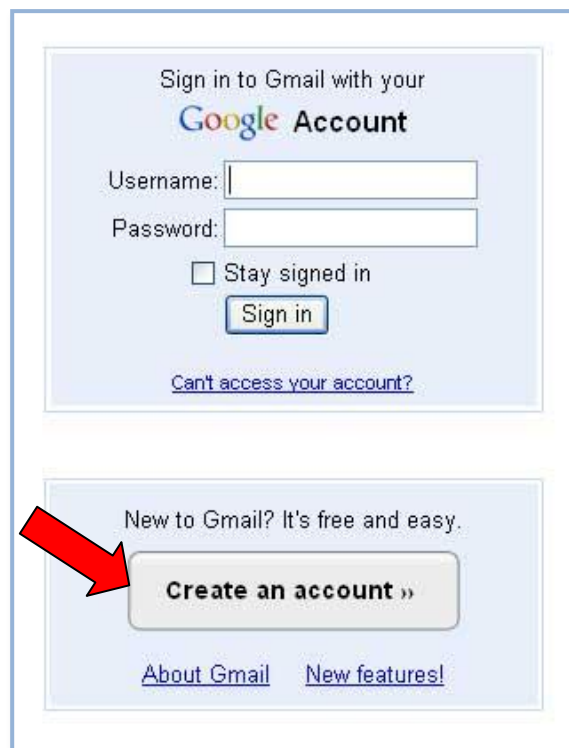 Sign in to Gmail with your
Google Account
Username:
Password:
Stay signed in
Sign in
Can't access your account?
New to Gmail? It's free and easy.
Create an account »
About Gmail New features!